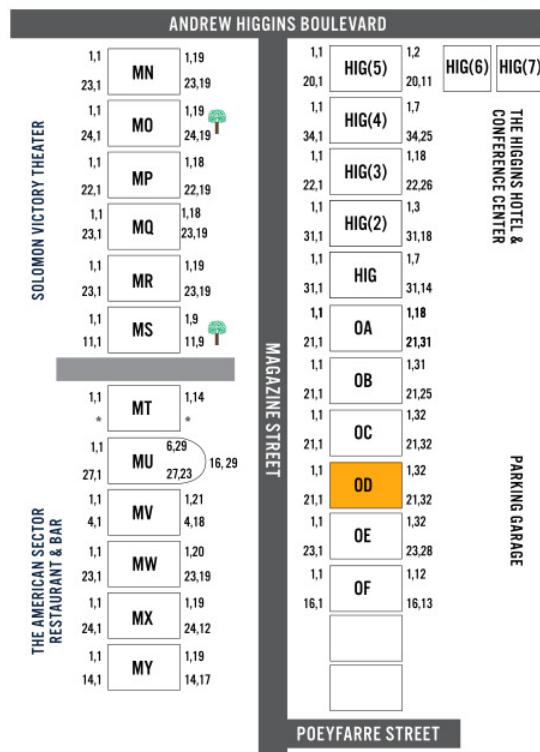 ANDREW HIGGINS BOULEVARD
SOLOMON VICTORY THEATER
1,1 MN 1,19
23,1 23,19
1,1 MO 1,19
24,1 24,19
1,1 MP 1,18
22,1 22,19
1,1 MQ 1,18
23,1 23,19
1,1 MR 1,19
23,1 23,19
1,1 MS 1,9
11,1 11,9
THE AMERICAN SECTOR
RESTAURANT & BAR
1,1 MT 1,14
* *
1,1 MU 6,29
27,1 27,23 16,29
1,1 MV 1,21
4,1 4,18
1,1 MW 1,20
23,1 23,19
1,1 MX 1,19
24,1 24,12
1,1 MY 1,19
14,1 14,17
MAGAZINE STREET
1,1 HIG(5) 1,2
20,1 20,11
HIG(6) HIG(7)
1,1 HIG(4) 1,7
34,1 34,25
1,1 HIG(3) 1,18
22,1 22,26
1,1 HIG(2) 1,3
31,1 31,18
1,1 HIG 1,7
31,1 31,14
1,1 OA 1,18
21,1 21,31
1,1 OB 1,31
21,1 21,25
1,1 OC 1,32
21,1 21,32
1,1 OD 1,32
21,1 21,32
1,1 OE 1,32
23,1 23,28
1,1 OF 1,12
16,1 16,13
THE HIGGINS HOTEL &
CONFERENCE CENTER
PARKING GARAGE
POEYFARRE STREET